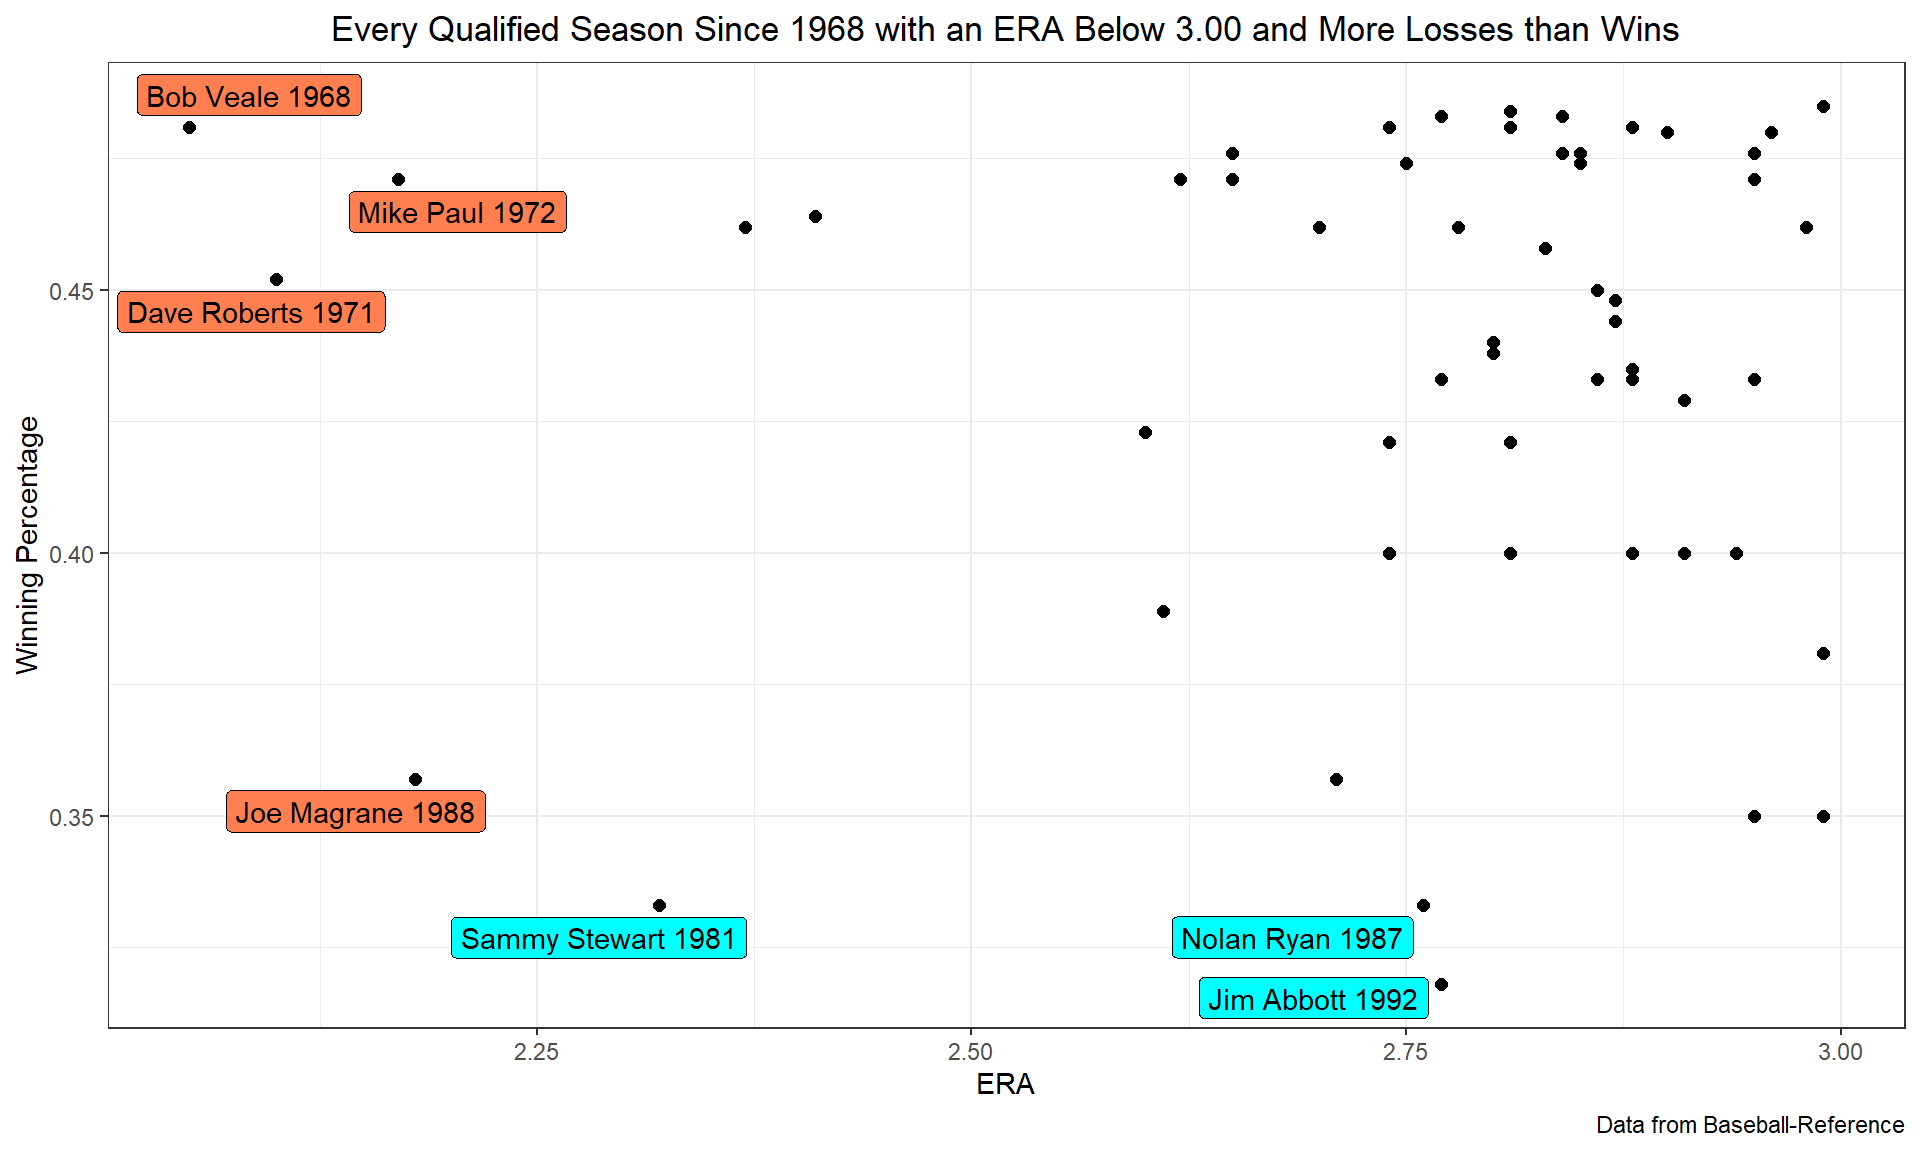 Every Qualified Season Since 1968 with an ERA Below 3.00 and More Losses than Wins
Bob Veale 1968
Mike Paul 1972
Dave Roberts 1971
Joe Magrane 1988
Sammy Stewart 1981
Nolan Ryan 1987
Jim Abbott 1992
Winning Percentage
0.45
0.40
0.35
2.25
2.50
2.75
3.00
ERA
Data from Baseball-Reference